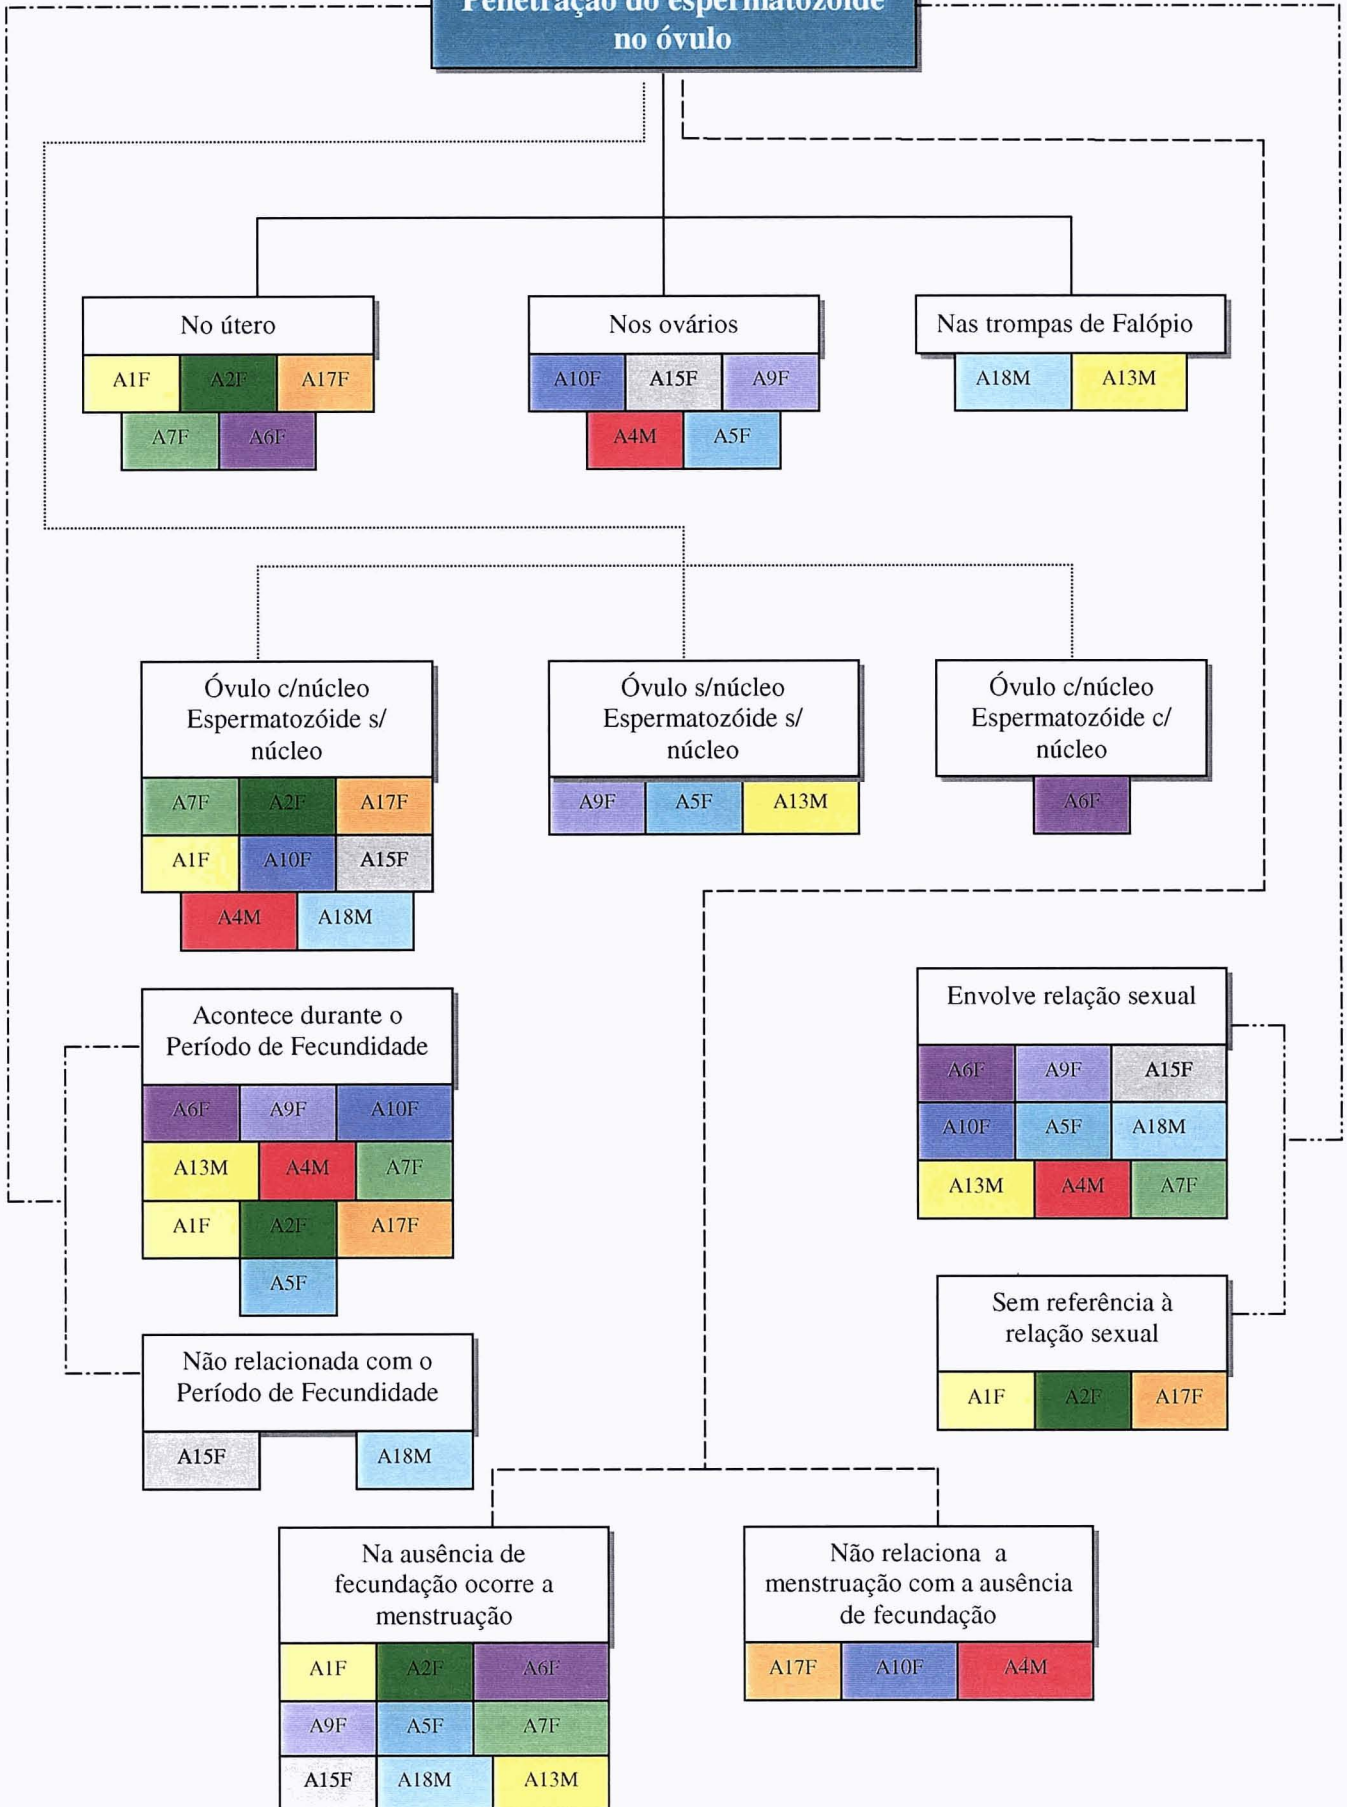 Penetração do espermatozóide
no óvulo
No útero
A1F A2F A17F
A7F A6F
Nos ovários
A10F A15F A9F
A4M A5F
Nas trompas de Falópio
A18M A13M
Óvulo c/núcleo
Espermatozóide s/
núcleo
A7F A2F A17F
A1F A10F A15F
A4M A18M
Óvulo s/núcleo
Espermatozóide s/
núcleo
A9F A5F A13M
Óvulo c/núcleo
Espermatozóide c/
núcleo
A6F
Acontece durante o
Período de Fecundidade
A6F A9F A10F
A13M A4M A7F
A1F A2F A17F
A5F
Não relacionada com o
Período de Fecundidade
A15F A18M
Envolve relação sexual
A6F A9F A15F
A10F A5F A18M
A13M A4M A7F
Sem referência à
relação sexual
A1F A2F A17F
Na ausência de
fecundação ocorre a
menstruação
A1F A2F A6F
A9F A5F A7F
A15F A18M A13M
Não relaciona a
menstruação com a ausência
de fecundação
A17F A10F A4M